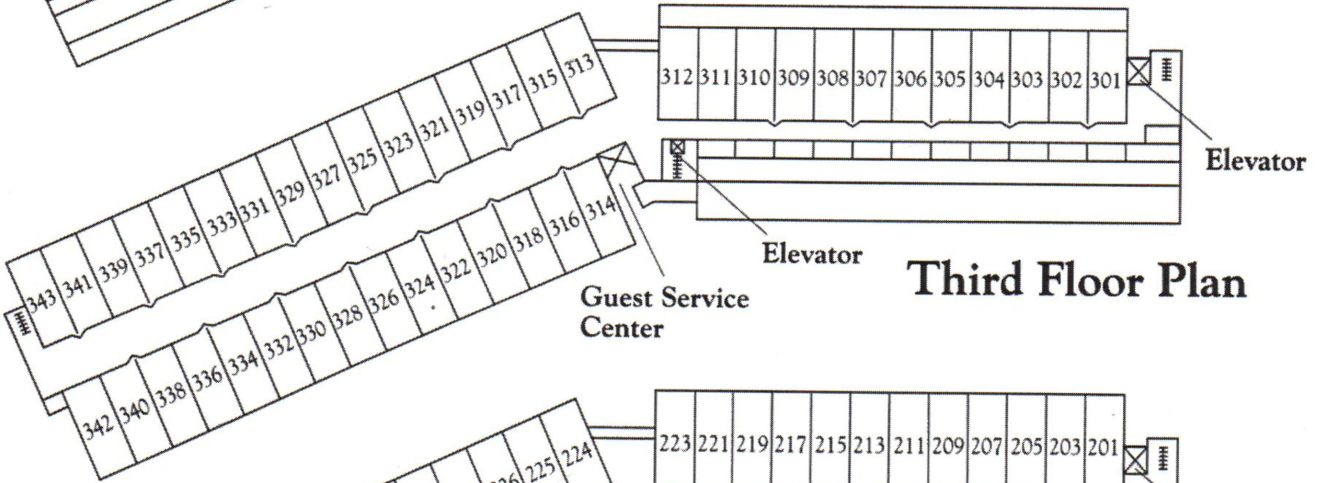 312 311 310 309 308 307 306 305 304 303 302 301
Elevator
Elevator
Third Floor Plan
343 341 339 337 335 333 331 329 327 325 323 321 319 317 315 313
342 340 338 336 334 332 330 328 326 324 322 320 318 316 314
Guest Service
Center
223 221 219 217 215 213 211 209 207 205 203 201
225 224